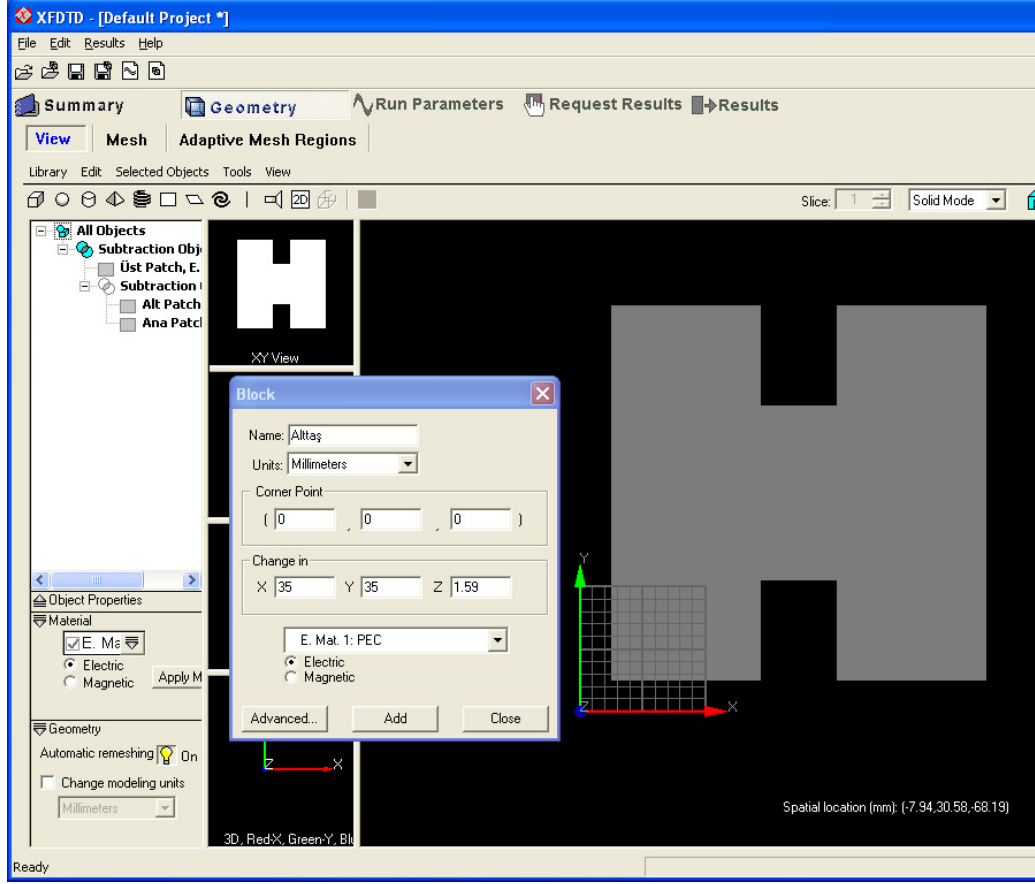 XFDTD - [Default Project *]
File Edit Results Help
Summary Geometry Run Parameters Request Results Results
View Mesh Adaptive Mesh Regions
Library Edit Selected Objects Tools View
2D Slice: 1 Solid Mode
All Objects
Subtraction Obj
Üst Patch, E.
Subtraction
Alt Patch
Ana Patc
XY View
Block
Name: Alttaş
Units: Millimeters
Corner Point
( 0 , 0 , 0 )
Change in
X 35 Y 35 Z 1.59
E. Mat. 1: PEC
Electric
Magnetic
Advanced... Add Close
Object Properties
Material
E. Ma
Electric
Magnetic
Apply M
Geometry
Automatic remeshing On
Change modeling units
Millimeters
Z X
3D, Red-X, Green-Y, Blu
Y
Z X
Spatial location (mm): (-7.94,30.58,-68.19)
Ready